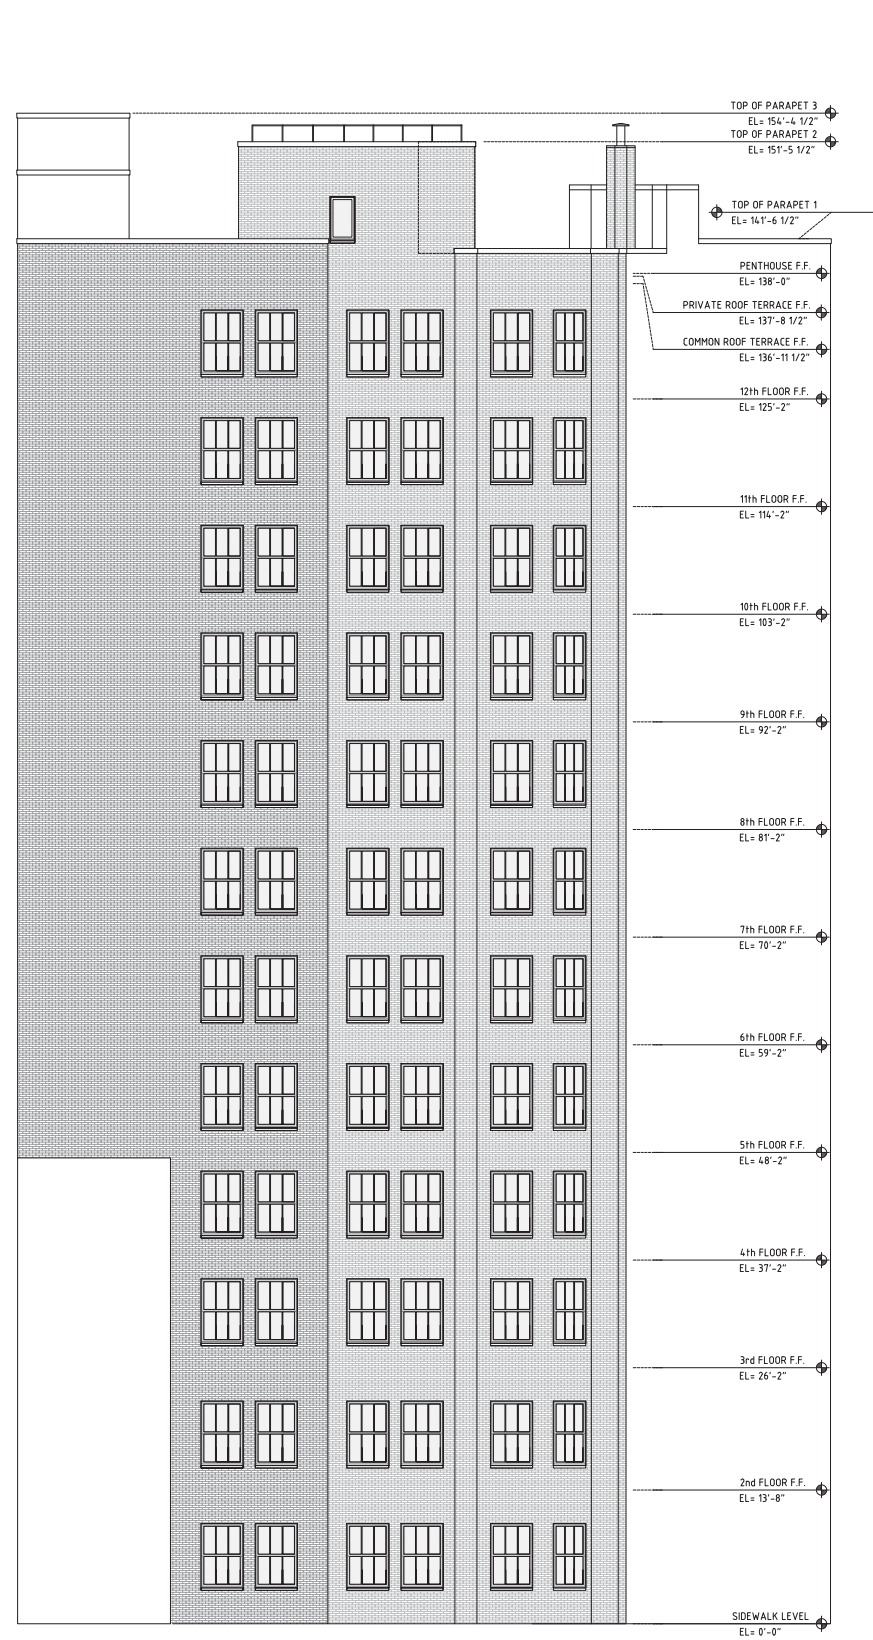 TOP OF PARAPET 3
EL= 154'-4 1/2"
TOP OF PARAPET 2
EL= 151'-5 1/2"
TOP OF PARAPET 1
EL= 141'-6 1/2"
PENTHOUSE F.F.
EL= 138'-0"
PRIVATE ROOF TERRACE F.F.
EL= 137'-8 1/2"
COMMON ROOF TERRACE F.F.
EL= 136'-11 1/2"
12th FLOOR F.F.
EL= 125'-2"
11th FLOOR F.F.
EL= 114'-2"
10th FLOOR F.F.
EL= 103'-2"
9th FLOOR F.F.
EL= 92'-2"
8th FLOOR F.F.
EL= 81'-2"
7th FLOOR F.F.
EL= 70'-2"
6th FLOOR F.F.
EL= 59'-2"
5th FLOOR F.F.
EL= 48'-2"
4th FLOOR F.F.
EL= 37'-2"
3rd FLOOR F.F.
EL= 26'-2"
2nd FLOOR F.F.
EL= 13'-8"
SIDEWALK LEVEL
EL= 0'-0"